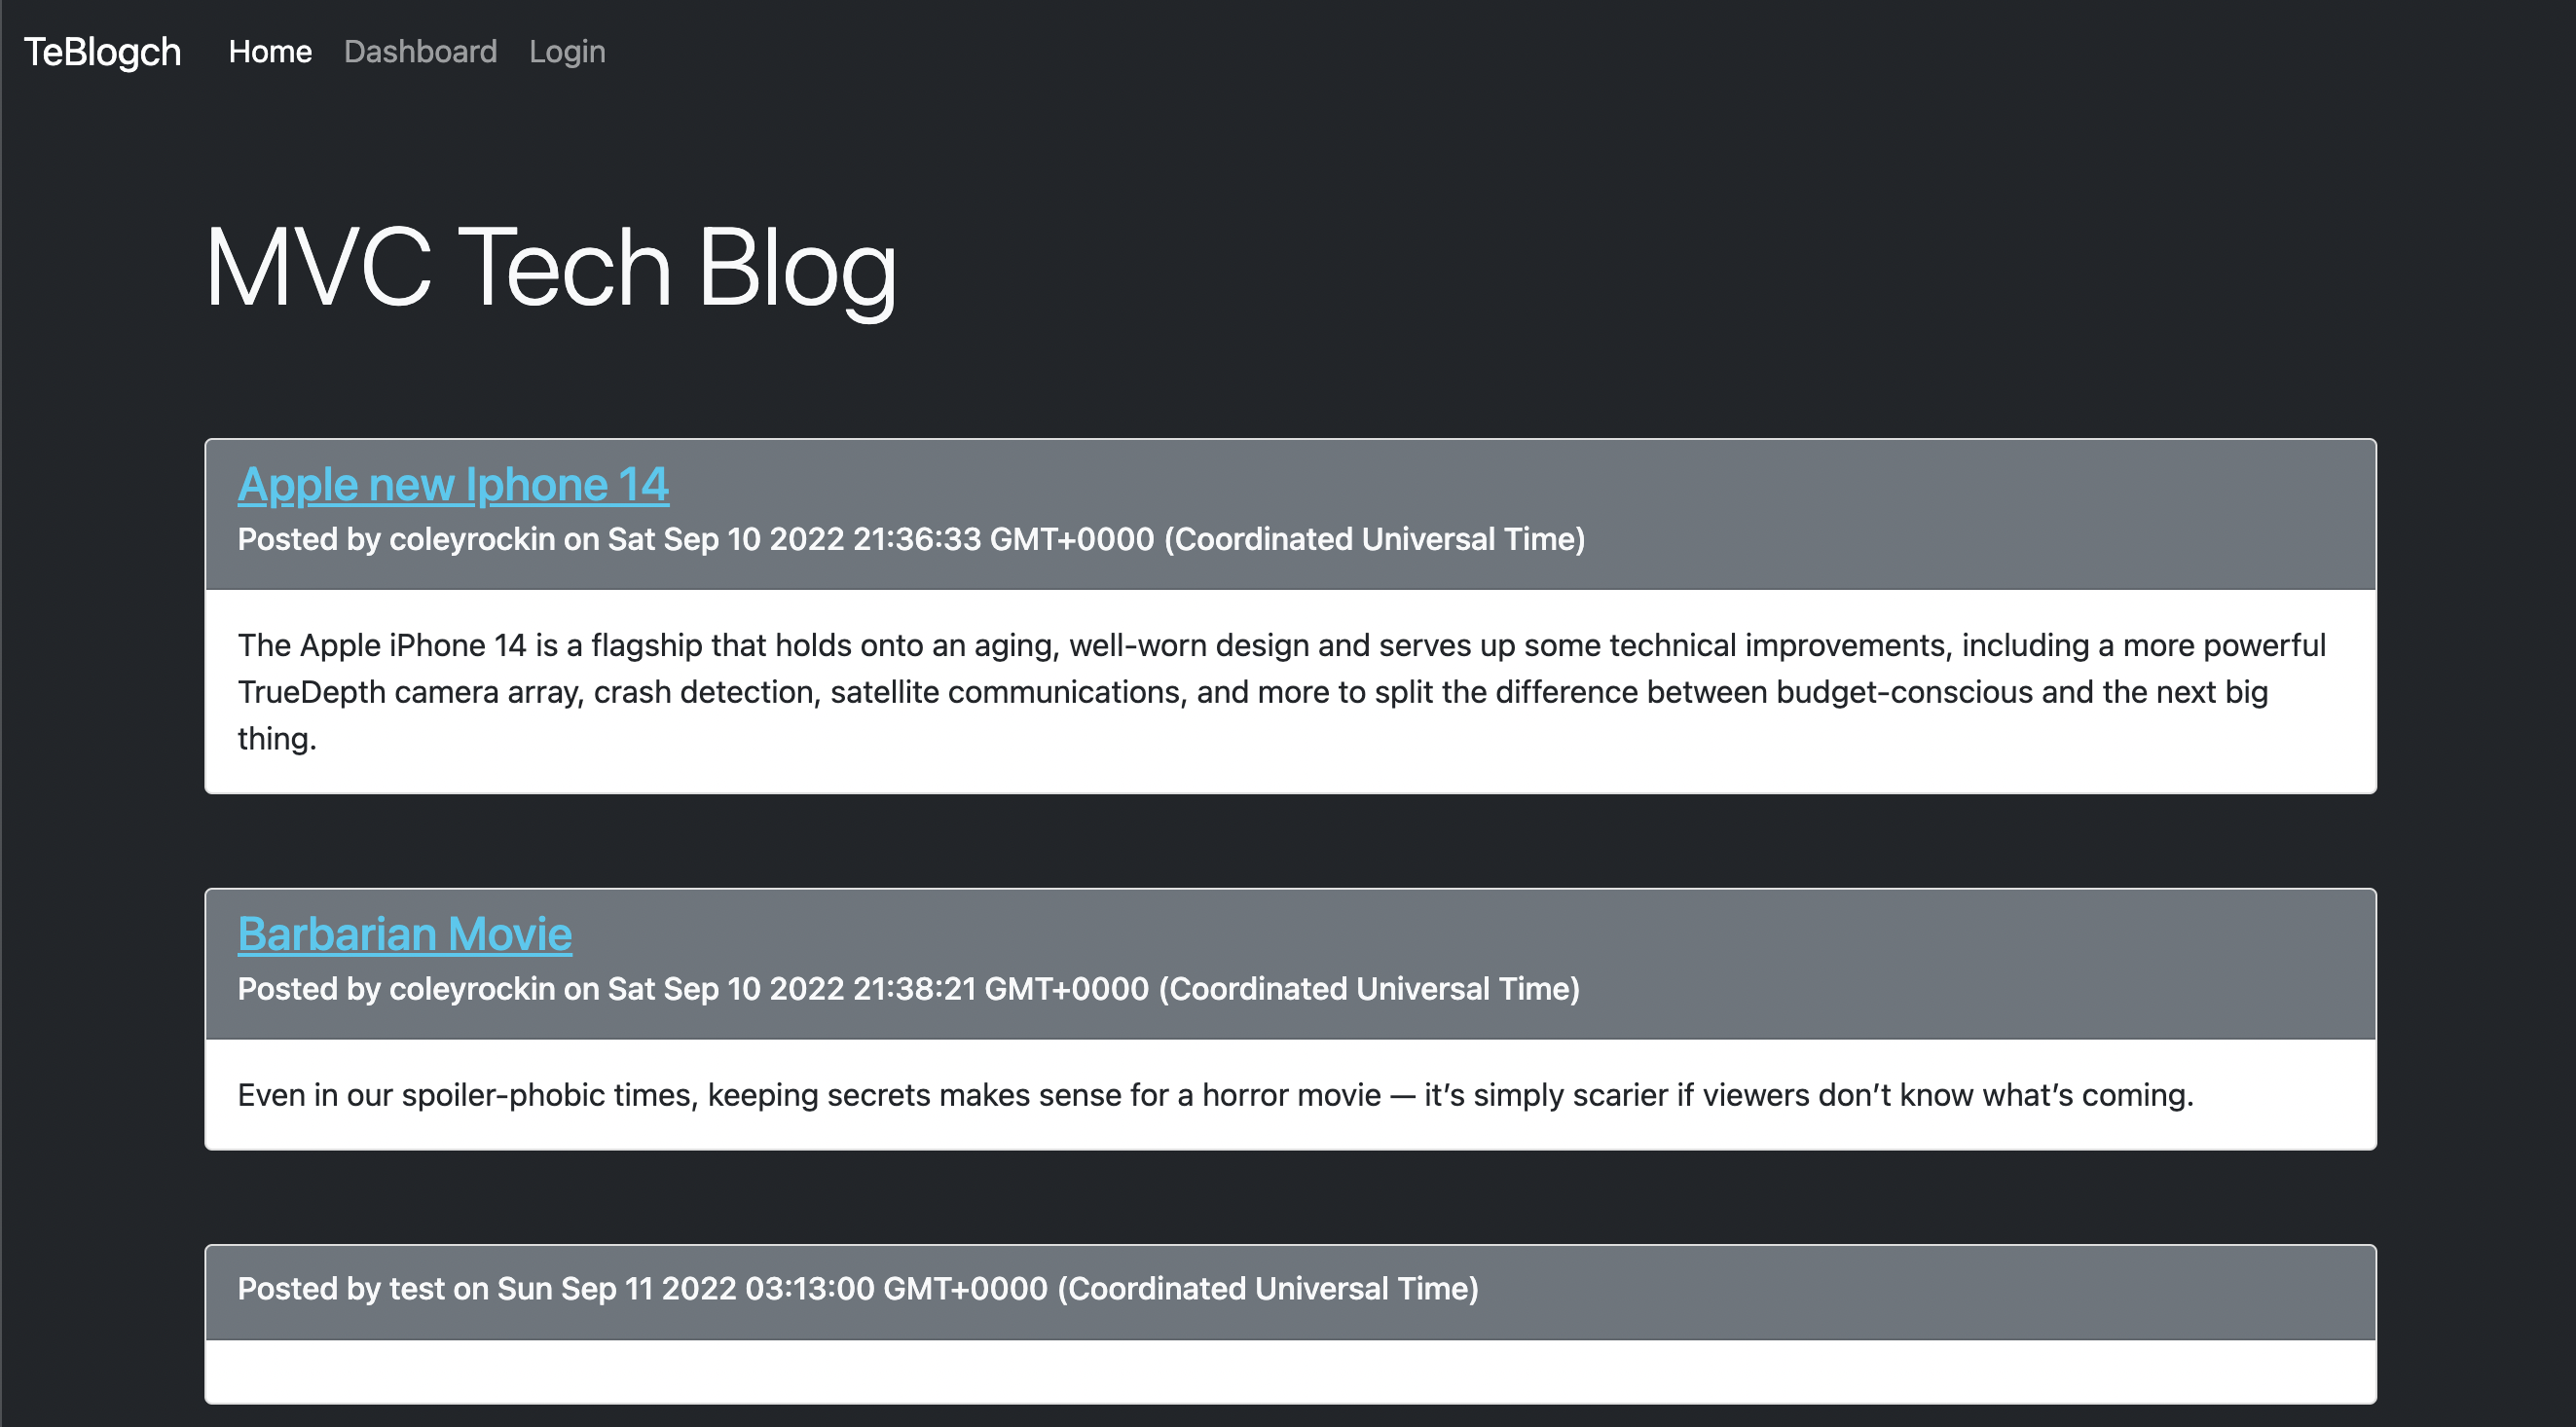 TeBlogch Home Dashboard Login
MVC Tech Blog
Apple new Iphone 14
Posted by coleyrockin on Sat Sep 10 2022 21:36:33 GMT+0000 (Coordinated Universal Time)
The Apple iPhone 14 is a flagship that holds onto an aging, well-worn design and serves up some technical improvements, including a more powerful
TrueDepth camera array, crash detection, satellite communications, and more to split the difference between budget-conscious and the next big
thing.
Barbarian Movie
Posted by coleyrockin on Sat Sep 10 2022 21:38:21 GMT+0000 (Coordinated Universal Time)
Even in our spoiler-phobic times, keeping secrets makes sense for a horror movie — it’s simply scarier if viewers don’t know what’s coming.
Posted by test on Sun Sep 11 2022 03:13:00 GMT+0000 (Coordinated Universal Time)